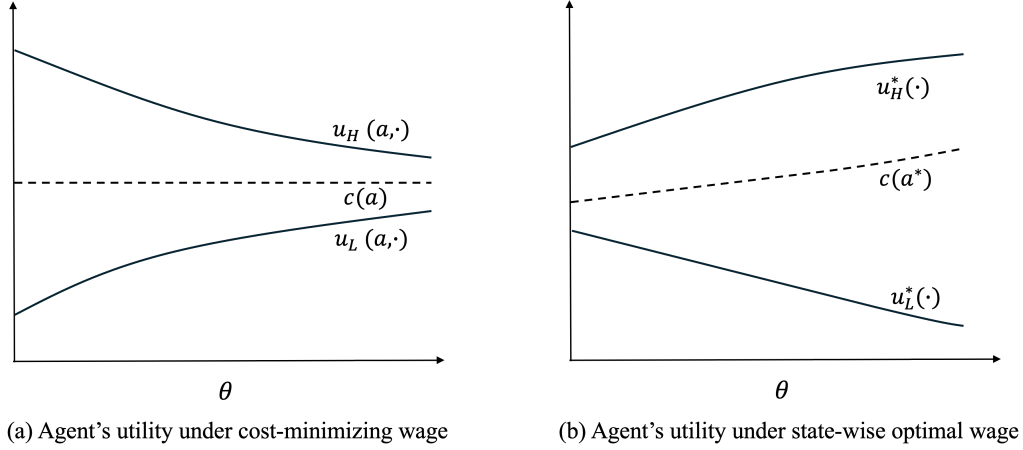 u_H (a,·)
c(a)
u_L (a,·)
θ
(a) Agent's utility under cost-minimizing wage
u*_H(·)
c(a*)
u*_L(·)
θ
(b) Agent's utility under state-wise optimal wage